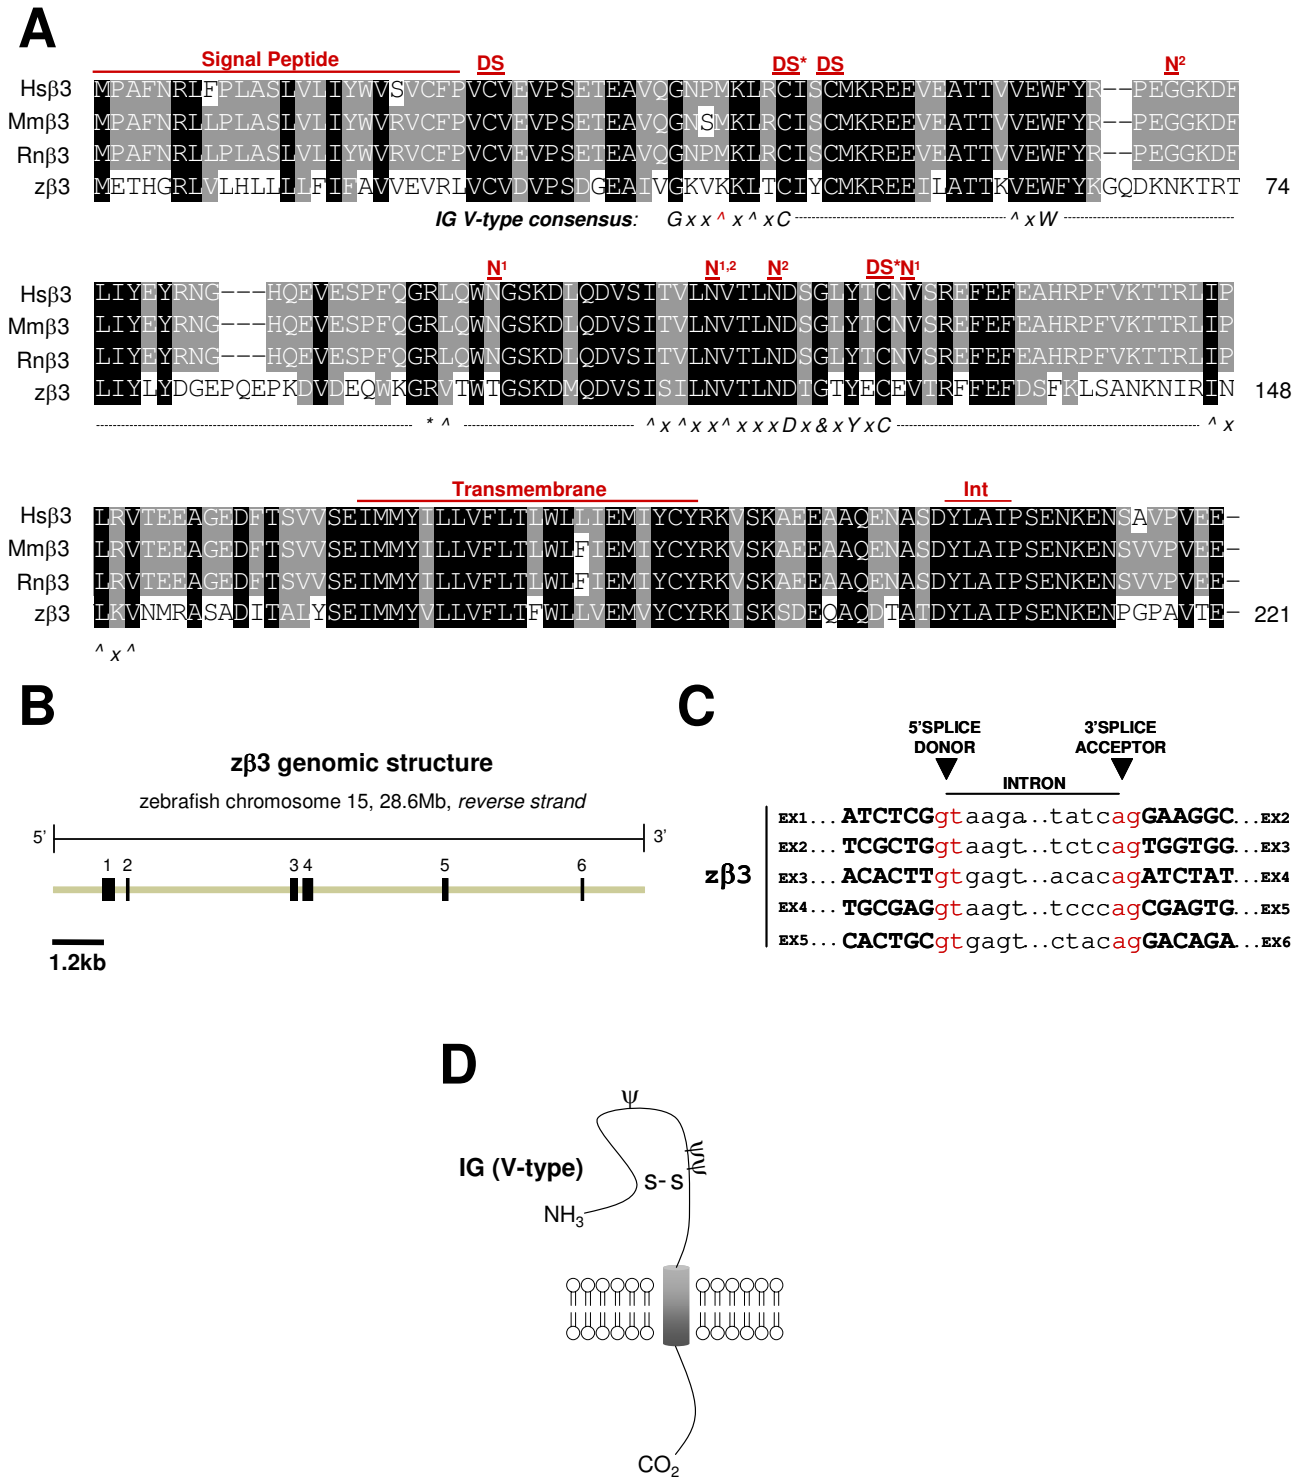 A
Signal Peptide DS DS* DS N²
Hsβ3 MPAFNRLFPLASLVLIYWVSVCFPVCVEVPSETEAVQGNPMKLRCISCMKREEVEATTVVEWFYR--PEGGKDF
Mmβ3 MPAFNRLLPLASLVLIYWVRVCFPVCVEVPSETEAVQGNSMKLRCISCMKREEVEATTVVEWFYR--PEGGKDF
Rnβ3 MPAFNRLLPLASLVLIYWVRVCFPVCVEVPSETEAVQGNPMKLRCISCMKREEVEATTVVEWFYR--PEGGKDF
zβ3 METHGRLVLHLLLLFIFAVVEVRLVCVDVPSDGEAIVGKVKKLTCIYCMKREEILATTKVEWFYKGQDKNKTRT 74
IG V-type consensus: G x x ^ x ^ x C ^ x W
N¹ N¹,² N² DS* N¹
Hsβ3 LIYEYRNG---HQEVESPFQGRLQWNGSKDLQDVSITVLNVTLNDSGLYTCNVSREFEFEAHRPFVKTTRLIP
Mmβ3 LIYEYRNG---HQEVESPFQGRLQWNGSKDLQDVSITVLNVTLNDSGLYTCNVSREFEFEAHRPFVKTTRLIP
Rnβ3 LIYEYRNG---HQEVESPFQGRLQWNGSKDLQDVSITVLNVTLNDSGLYTCNVSREFEFEAHRPFVKTTRLIP
zβ3 LIYLYDGEPQEPKDVDEQWKGRVTWTGSKDMQDVSISILNVTLNDTGTYECEVTRFFEFDSFKLSANKNIRIN 148
* ^ ^ x ^ x x ^ x x x D x & x Y x C ^ x
Transmembrane Int
Hsβ3 LRVTEEAGEDFTSVVSEIMMYILLVFLTLWLLIEMIYCYRKVSKAEEAAQENASDYLAIPSENKENSAVPVEE-
Mmβ3 LRVTEEAGEDFTSVVSEIMMYILLVFLTLWLFIEMIYCYRKVSKAEEAAQENASDYLAIPSENKENSVVPVEE-
Rnβ3 LRVTEEAGEDFTSVVSEIMMYILLVFLTLWLFIEMIYCYRKVSKAEEAAQENASDYLAIPSENKENSVVPVEE-
zβ3 LKVNMRASADITALYSEIMMYVLLVFLTFWLLVEMVYCYRKISKSDEQAQDTATDYLAIPSENKENPGPAVTE- 221
^ x ^
B
zβ3 genomic structure
zebrafish chromosome 15, 28.6Mb, reverse strand
5' 3'
1 2 3 4 5 6
1.2kb
C
5'SPLICE DONOR
3'SPLICE ACCEPTOR
INTRON
zβ3
EX1... ATCTCGgtaaga...tatcagGAAGGC...EX2
EX2... TCGCTGgtaagt...tctcagTGGTGG...EX3
EX3... ACACTTgtgagt...acacagATCTAT...EX4
EX4... TGCGAGgtaagt...tcccagCGAGTG...EX5
EX5... CACTGCgtgagt...ctacagGACAGA...EX6
D
ψ
IG (V-type)
ψψ
S-S
NH₃
CO₂